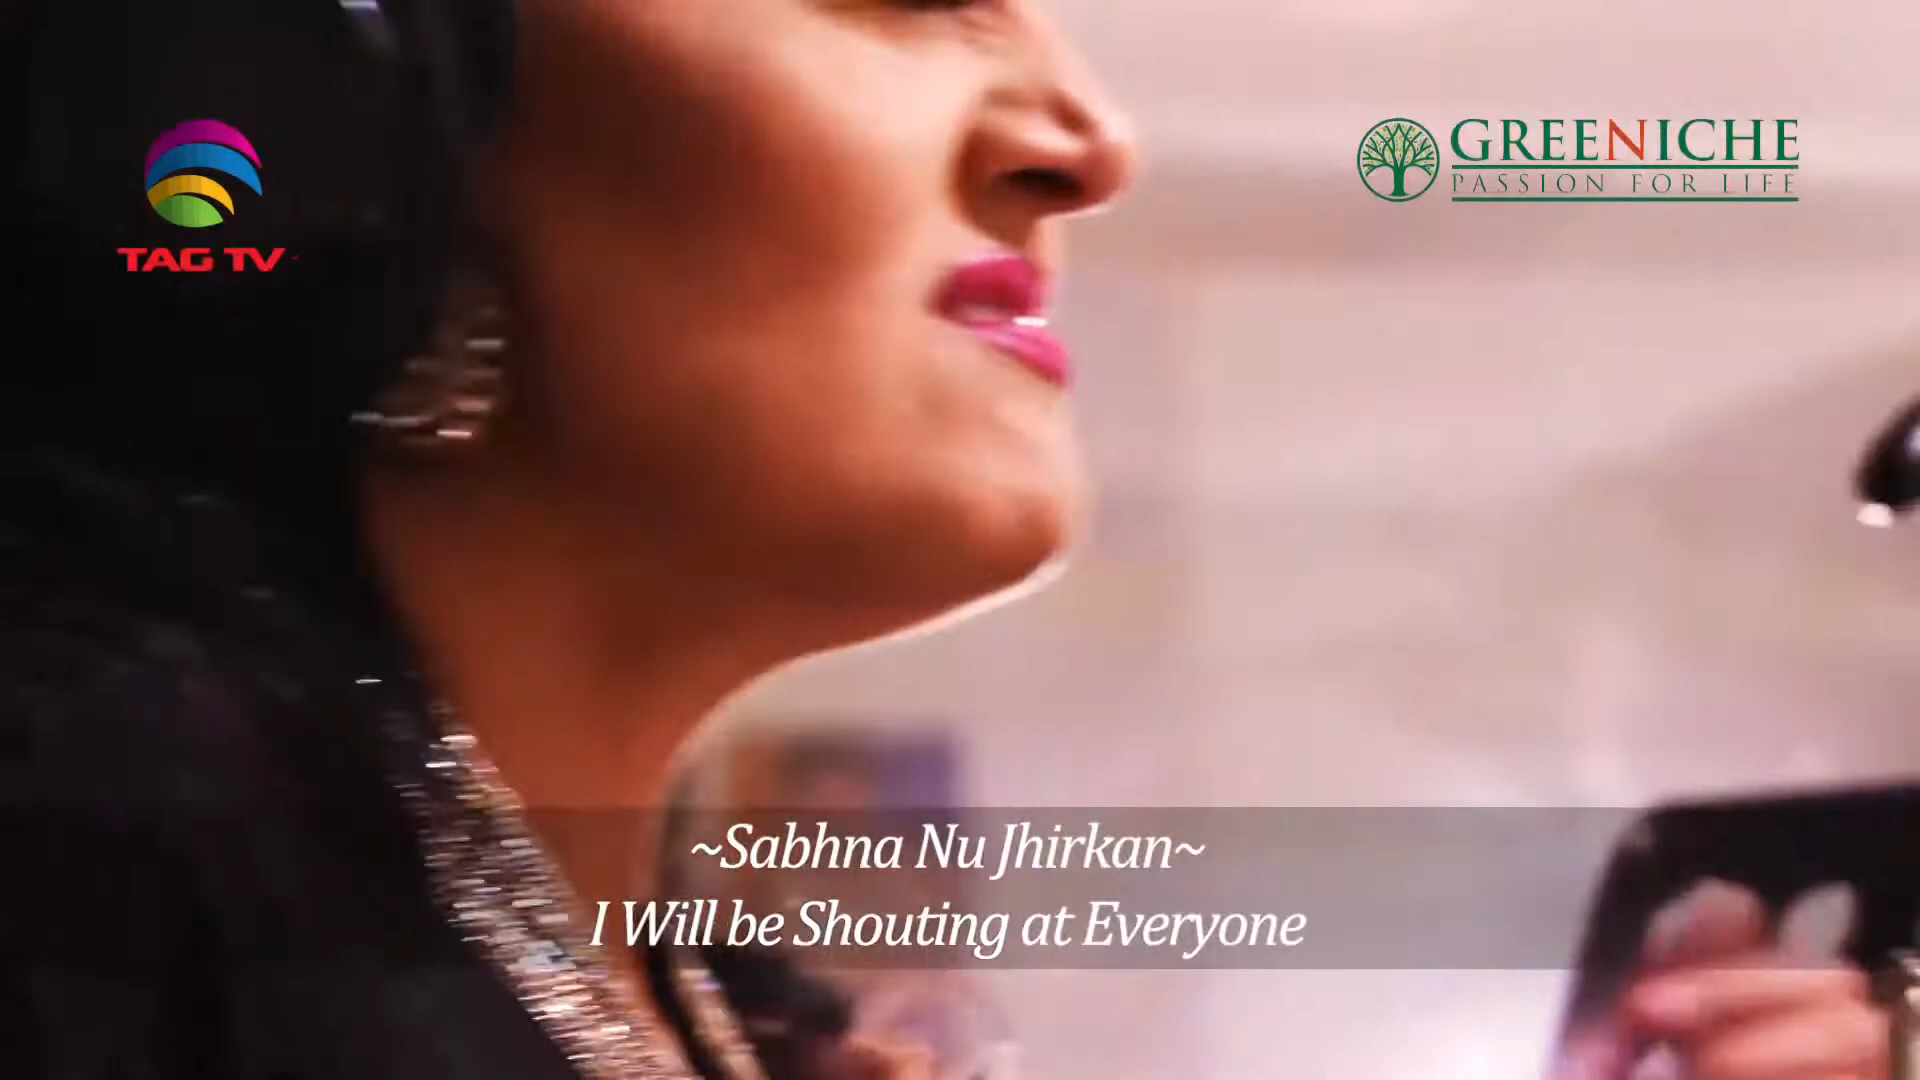 TAG TV
GREENICHE
PASSION FOR LIFE
~Sabhna Nu Jhirkan~
I Will be Shouting at Everyone